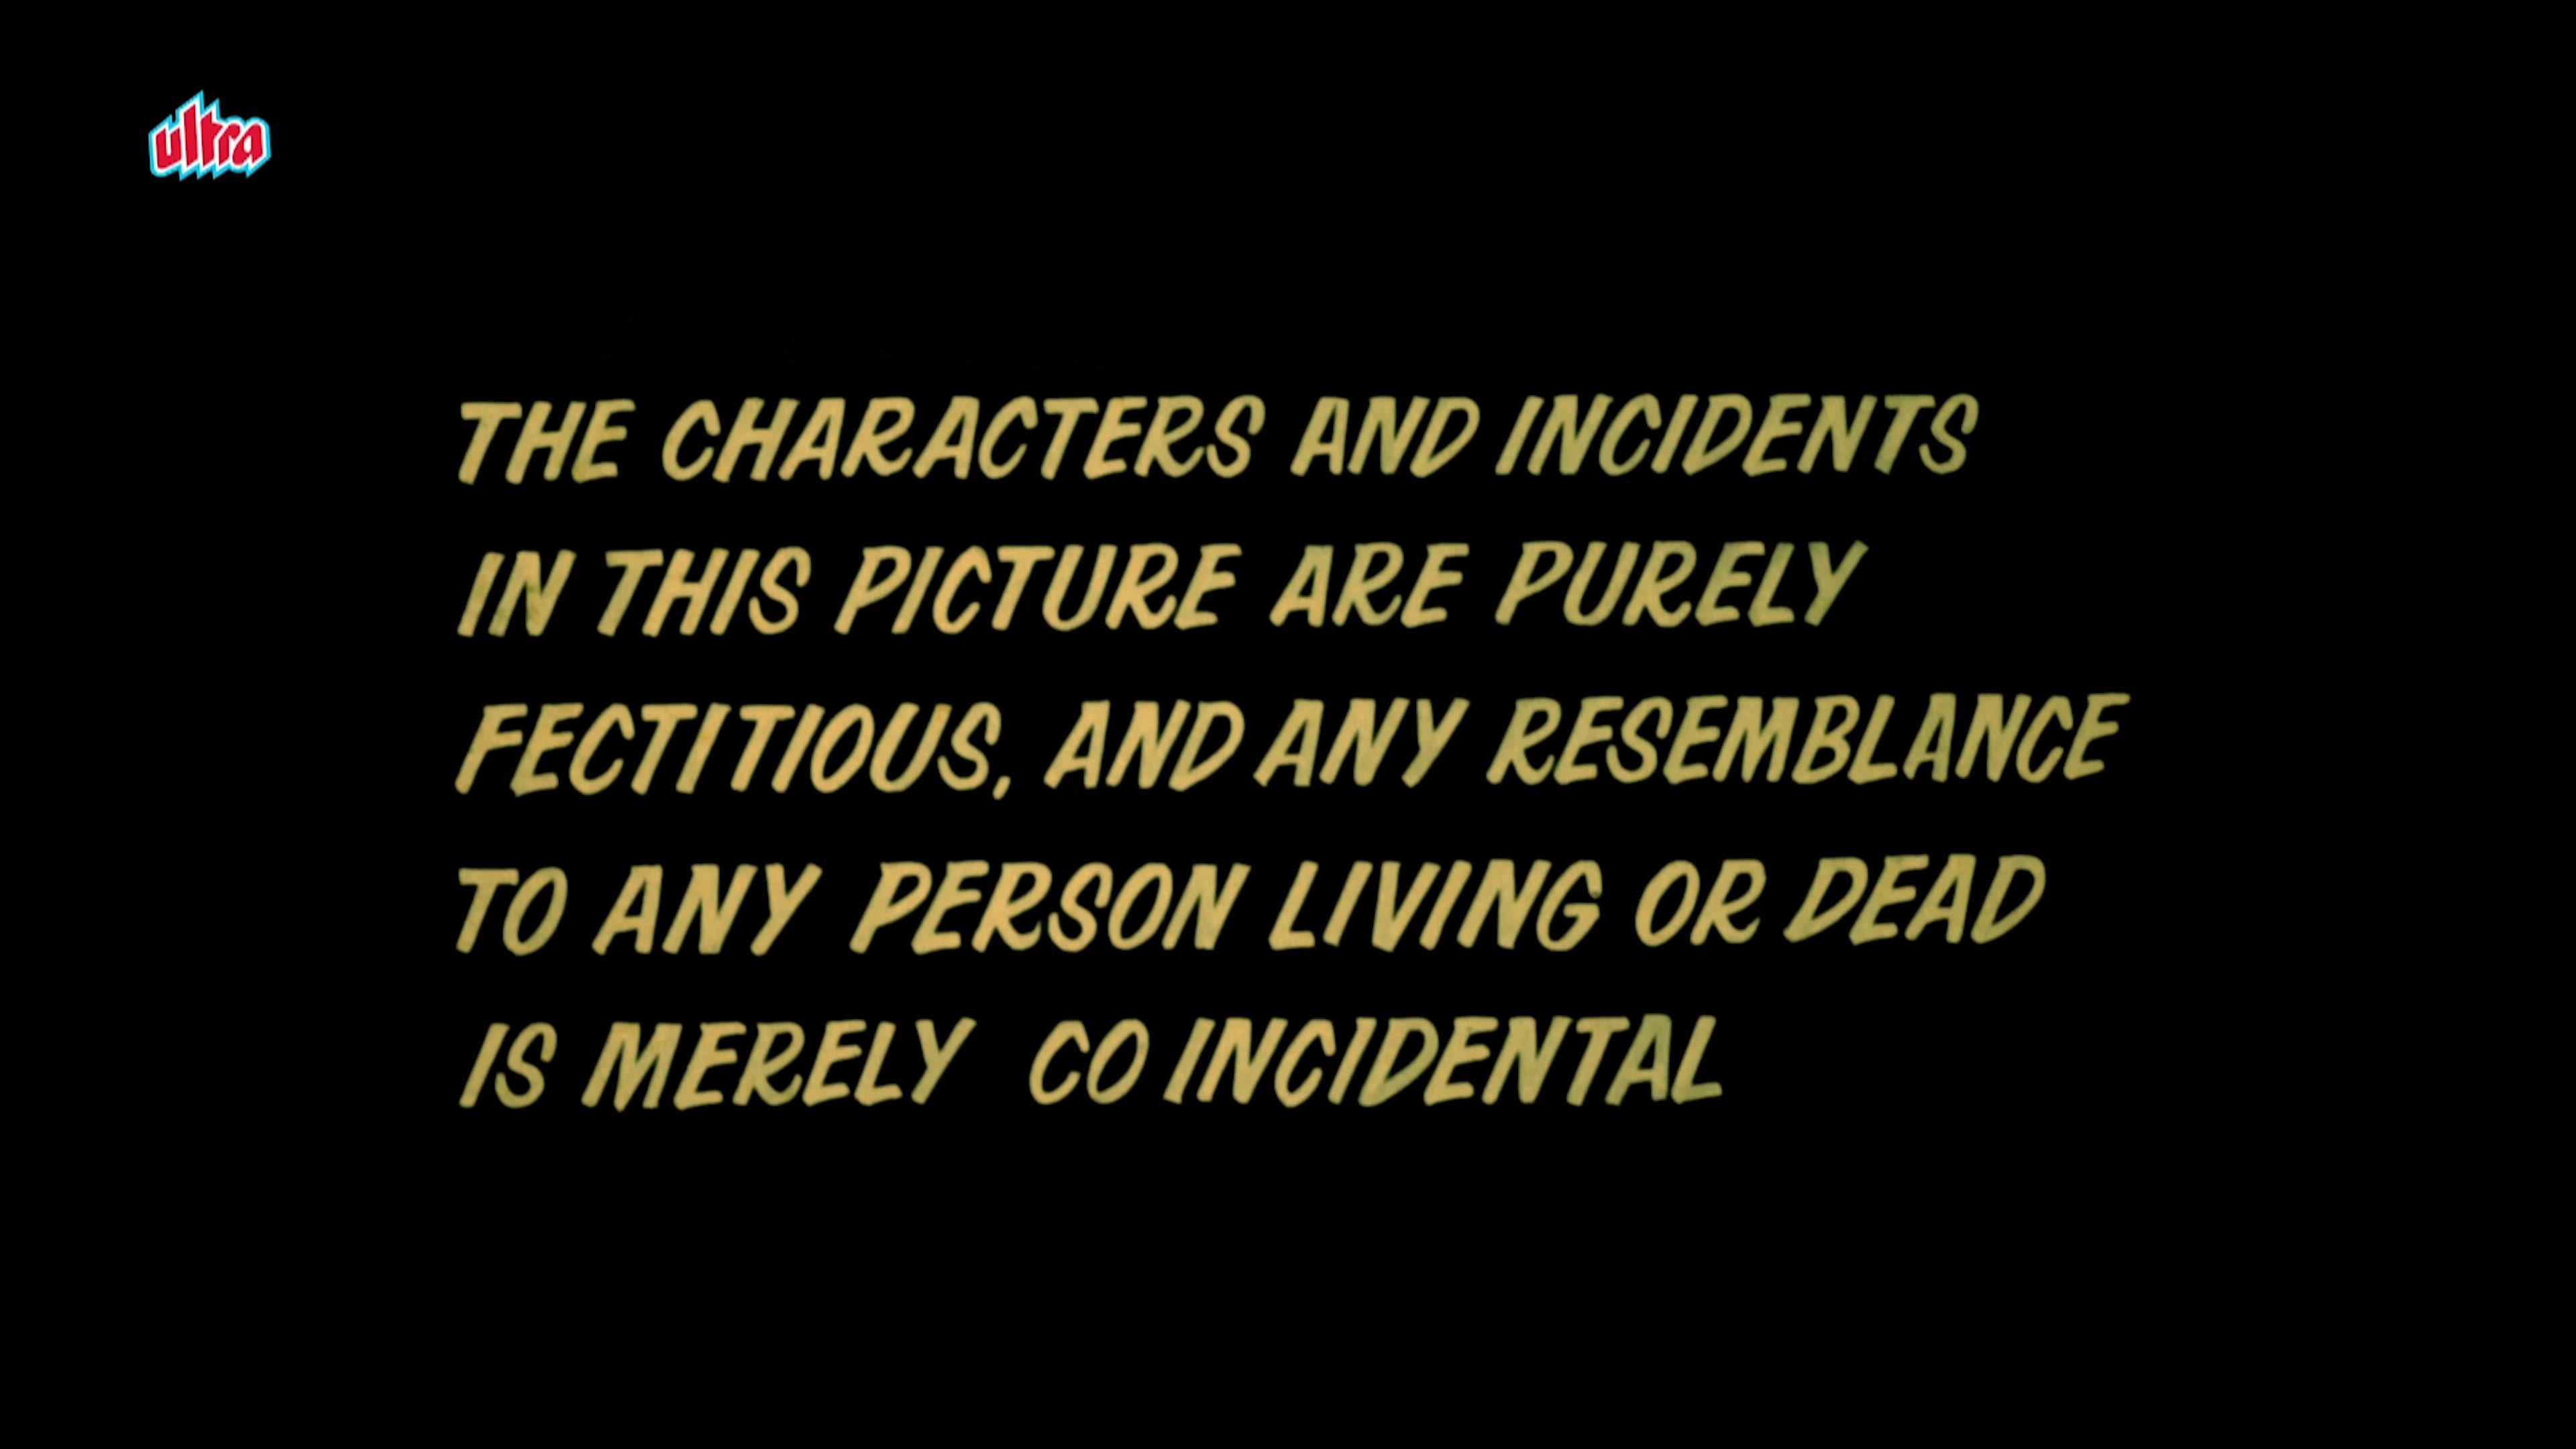 ultra
THE CHARACTERS AND INCIDENTS
IN THIS PICTURE ARE PURELY
FECTITIOUS, AND ANY RESEMBLANCE
TO ANY PERSON LIVING OR DEAD
IS MERELY CO INCIDENTAL